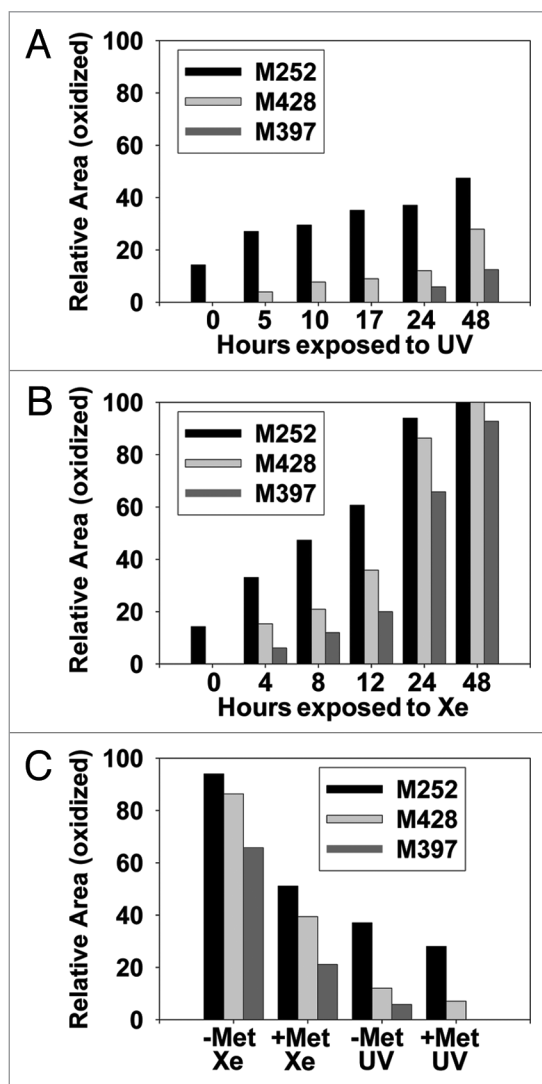 A
Relative Area (oxidized)
100
80
60
40
20
0
M252
M428
M397
0 5 10 17 24 48
Hours exposed to UV
B
Relative Area (oxidized)
100
80
60
40
20
0
M252
M428
M397
0 4 8 12 24 48
Hours exposed to Xe
C
Relative Area (oxidized)
100
80
60
40
20
0
M252
M428
M397
-Met +Met -Met +Met
Xe Xe UV UV